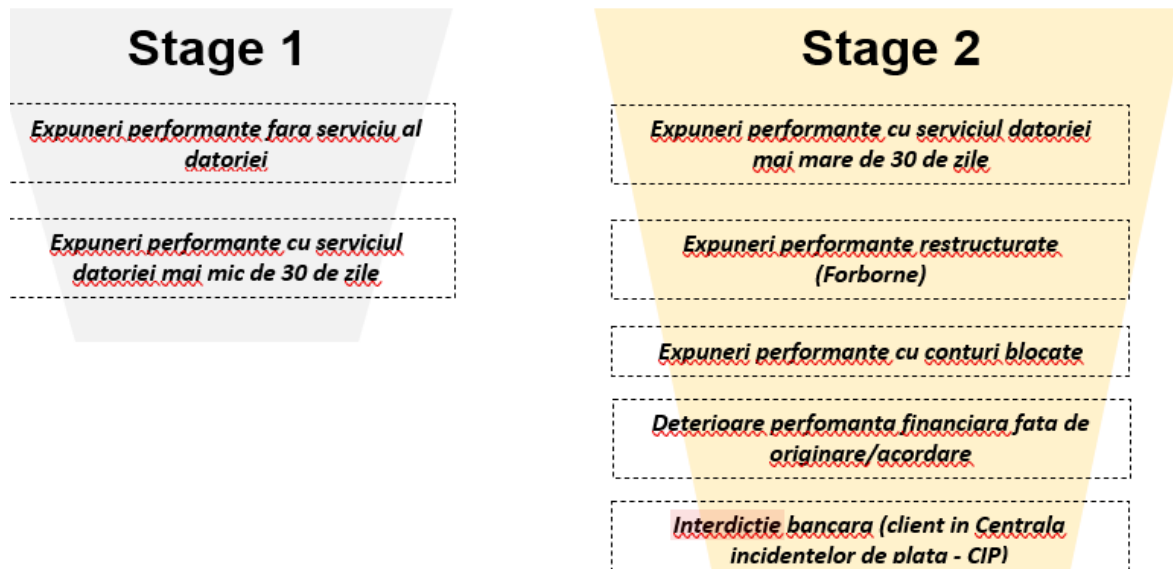 Stage 1
Expuneri performante fara serviciu al
datoriei
Expuneri performante cu serviciul
datoriei mai mic de 30 de zile
Stage 2
Expuneri performante cu serviciul datoriei
mai mare de 30 de zile
Expuneri performante restructurate
(Forborne)
Expuneri performante cu conturi blocate
Deterioare perfomanta financiara fata de
originare/acordare
Interdictie bancara (client in Centrala
incidentelor de plata - CIP)